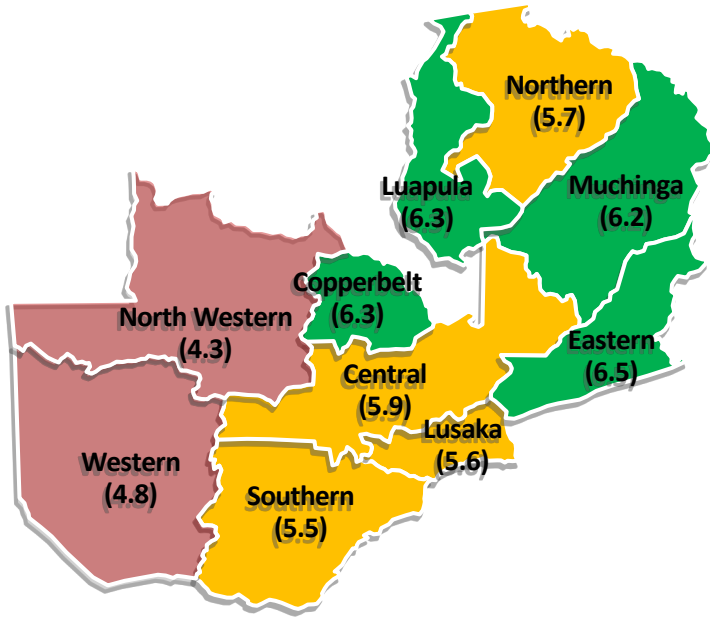 Northern
(5.7)
Luapula
(6.3)
Muchinga
(6.2)
Copperbelt
(6.3)
North Western
(4.3)
Eastern
(6.5)
Central
(5.9)
Lusaka
(5.6)
Western
(4.8)
Southern
(5.5)